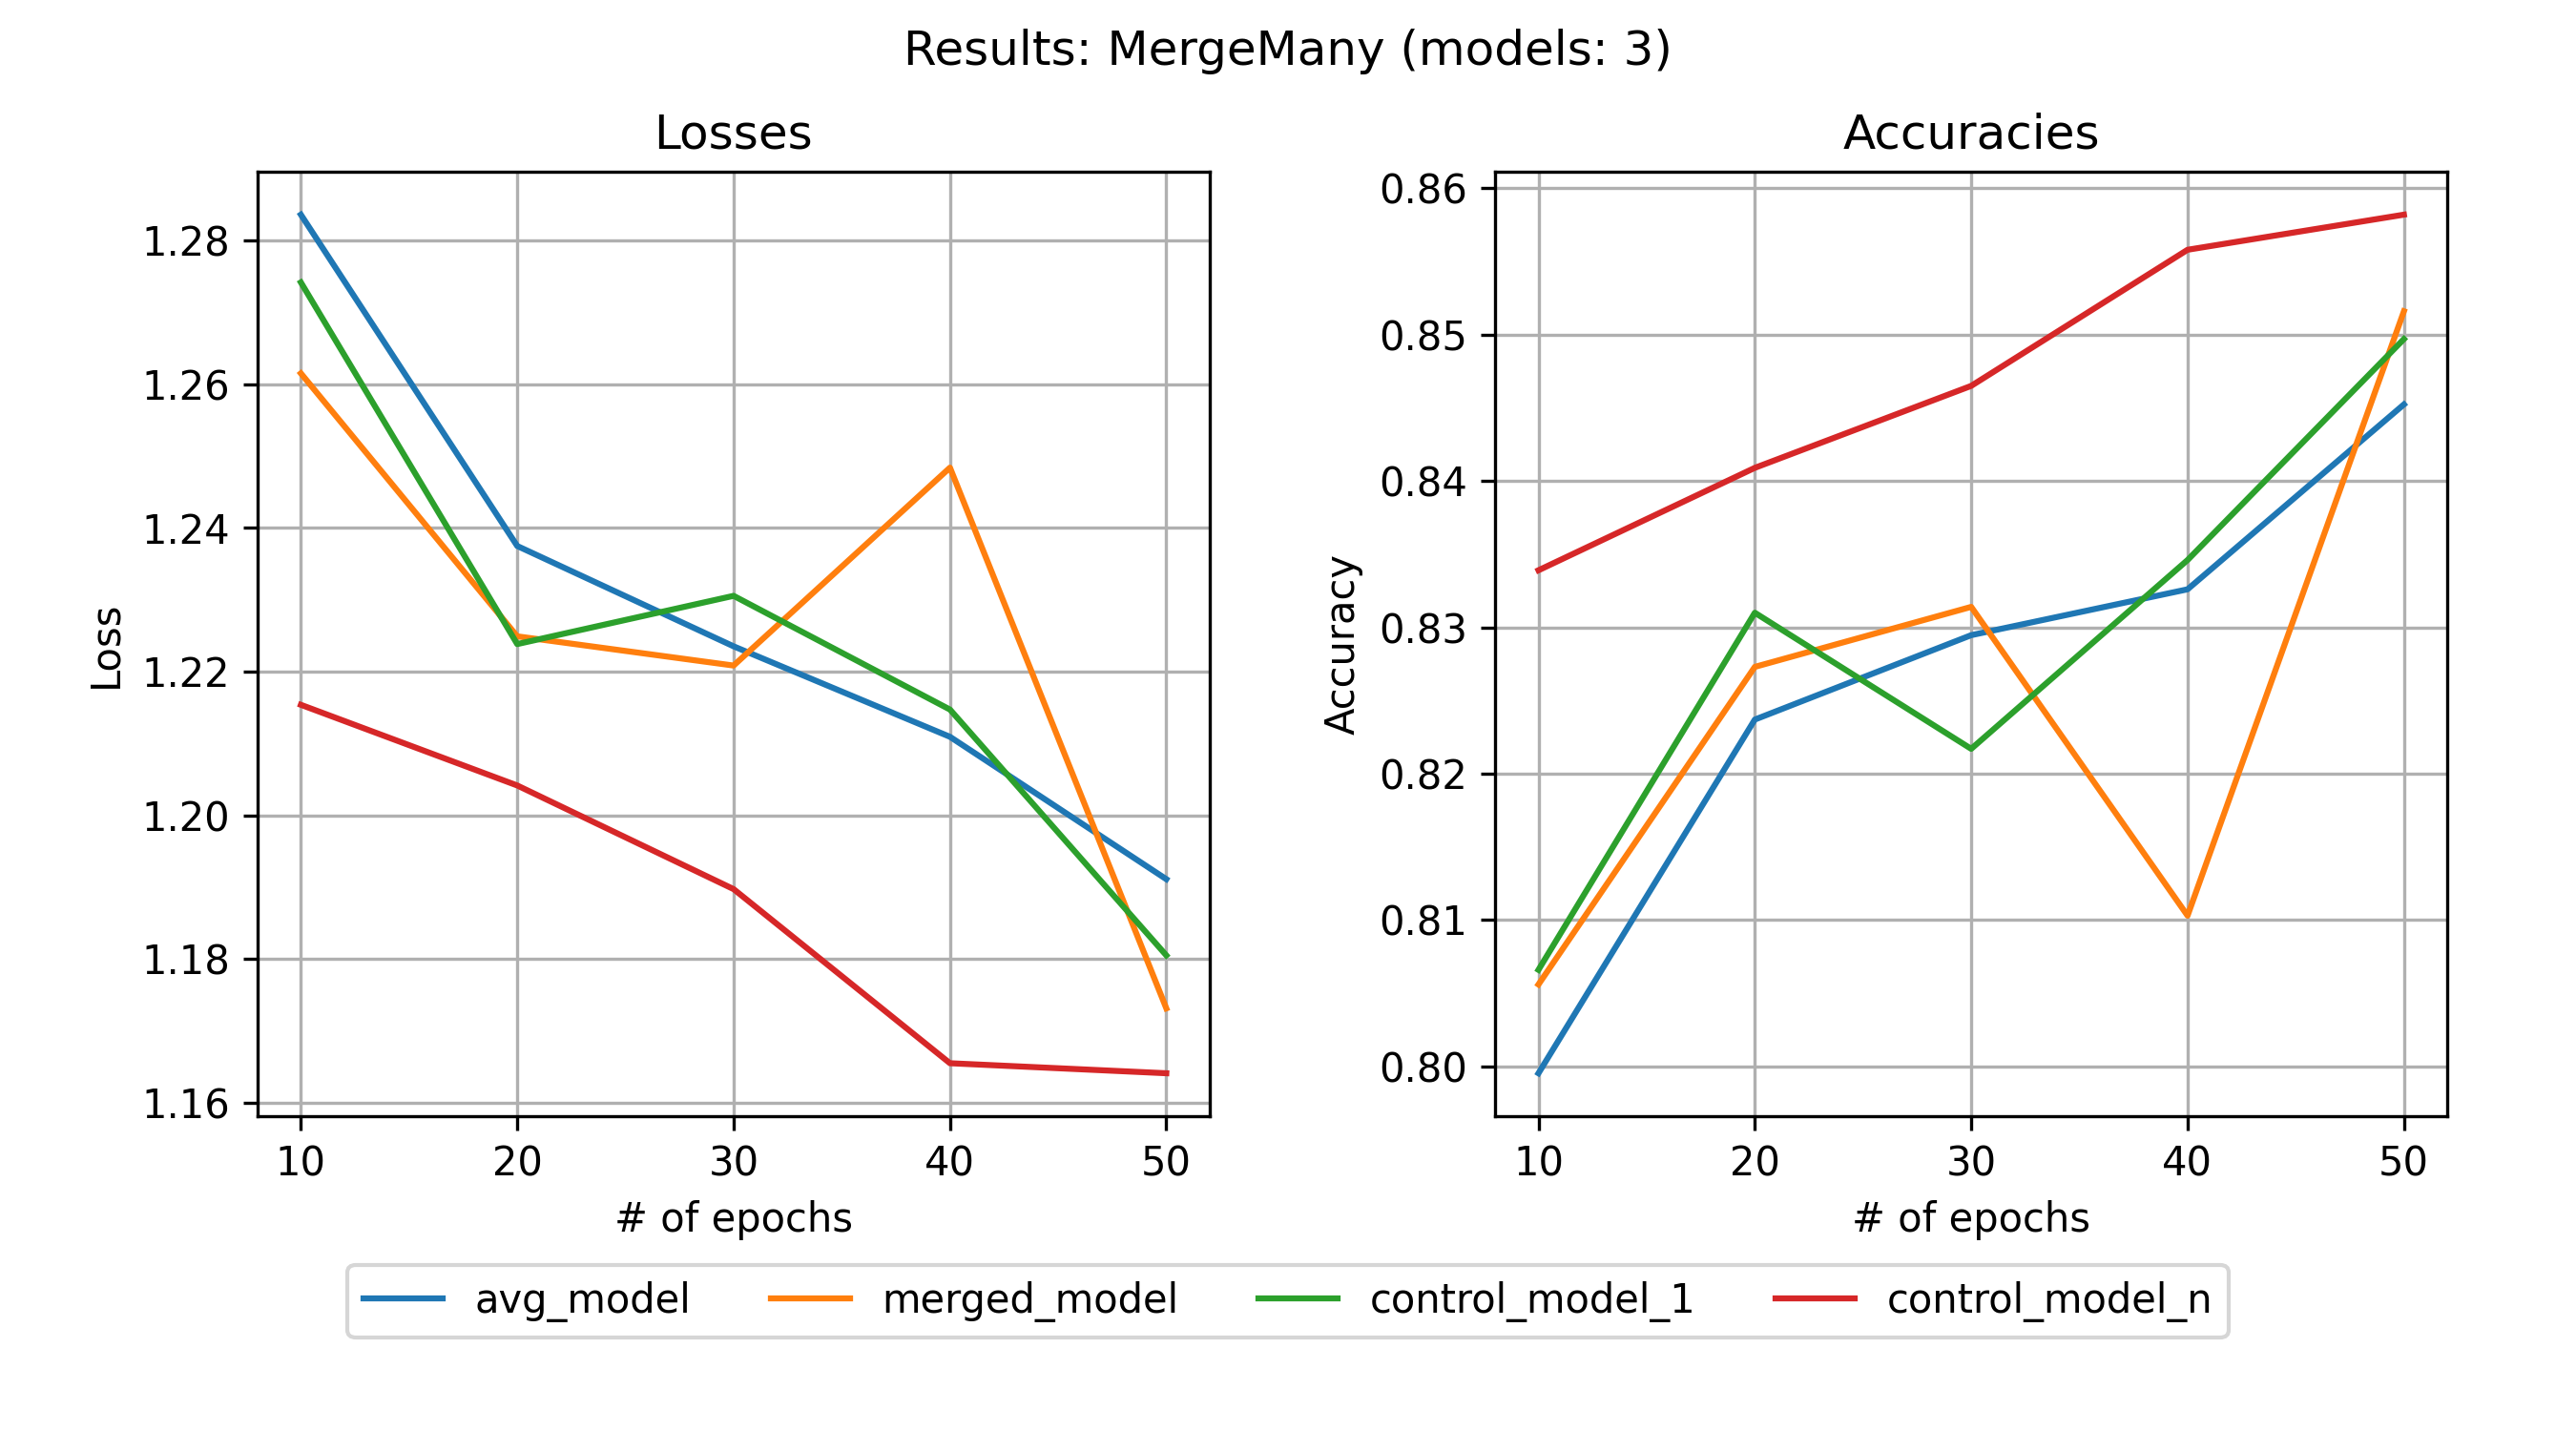 Results: MergeMany (models: 3)
Losses
1.28
1.26
1.24
1.22
1.20
1.18
1.16
Loss
10 20 30 40 50
# of epochs
Accuracies
0.86
0.85
0.84
0.83
0.82
0.81
0.80
Accuracy
10 20 30 40 50
# of epochs
avg_model merged_model control_model_1 control_model_n